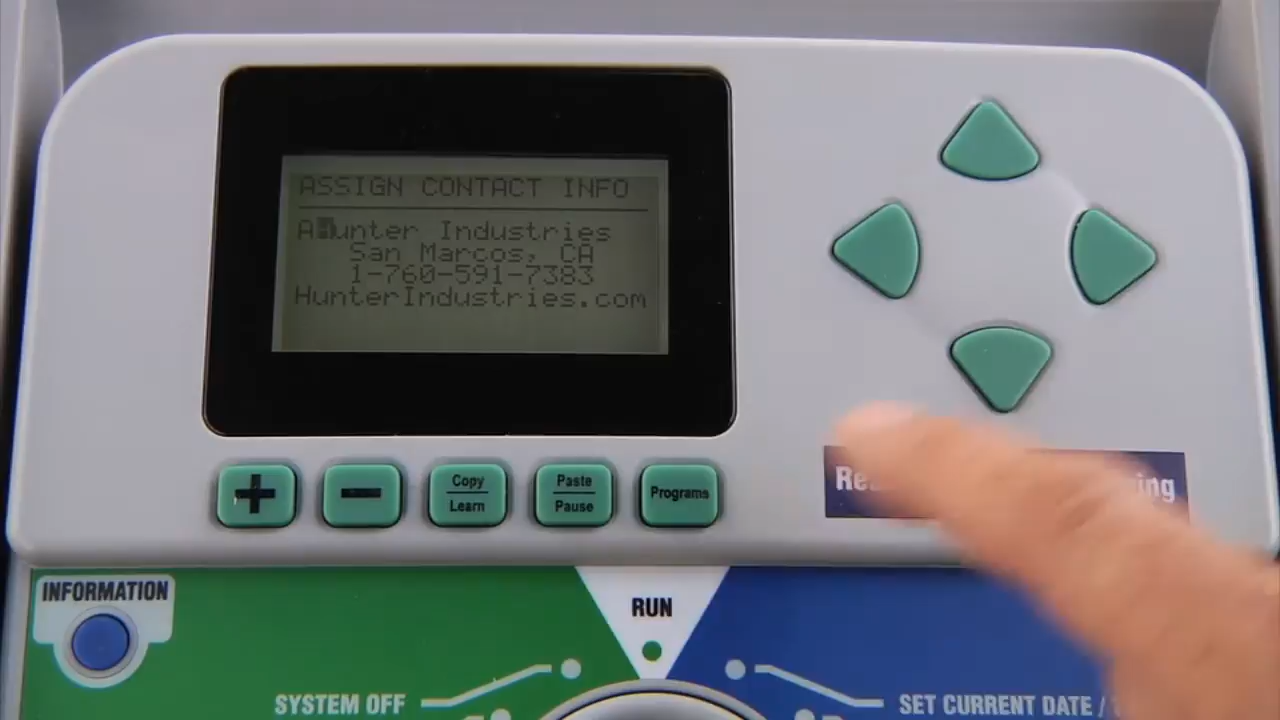 ASSIGN CONTACT INFO
AHunter Industries
San Marcos, CA
1-760-591-7383
HunterIndustries.com
+
−
Copy
Learn
Paste
Pause
Programs
INFORMATION
RUN
SYSTEM OFF
SET CURRENT DATE /